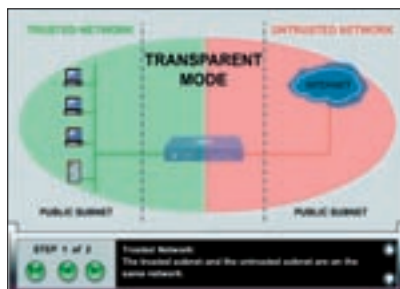 TRUSTED NETWORK
UNTRUSTED NETWORK
TRANSPARENT
MODE
INTERNET
PUBLIC SUBNET
PUBLIC SUBNET
STEP 1 of 2
Trusted Network
The trusted subnet and the untrusted subnet are on the
same network.